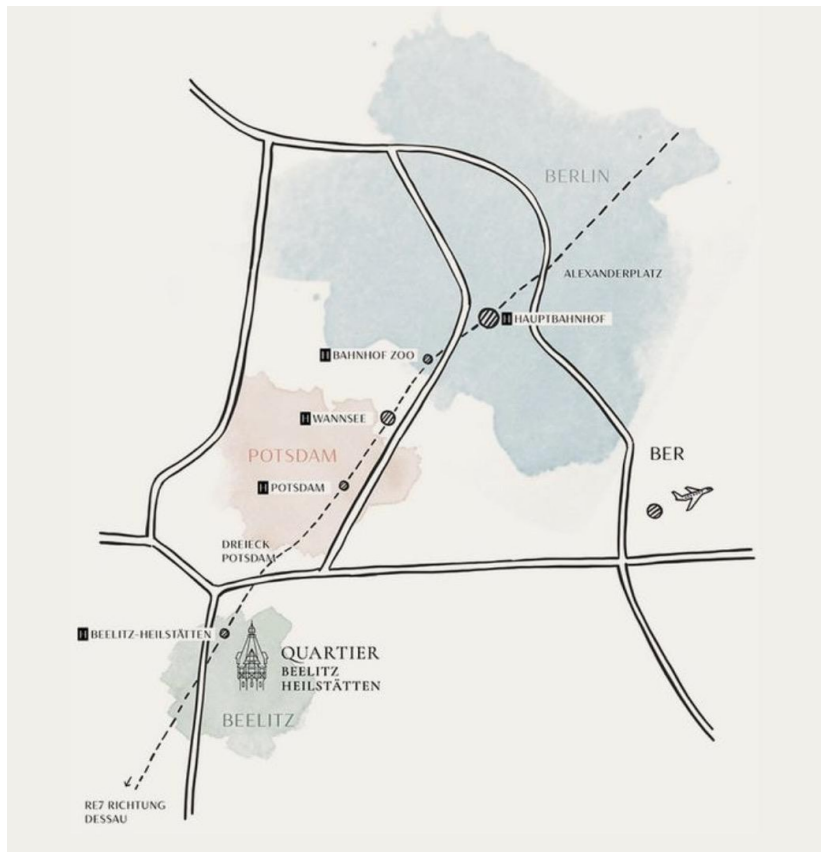 BERLIN
ALEXANDERPLATZ
H HAUPTBAHNHOF
H BAHNHOF ZOO
H WANNSEE
POTSDAM
BER
H POTSDAM
DREIECK
POTSDAM
H BEELITZ-HEILSTÄTTEN
QUARTIER
BEELITZ
HEILSTÄTTEN
BEELITZ
RE7 RICHTUNG
DESSAU